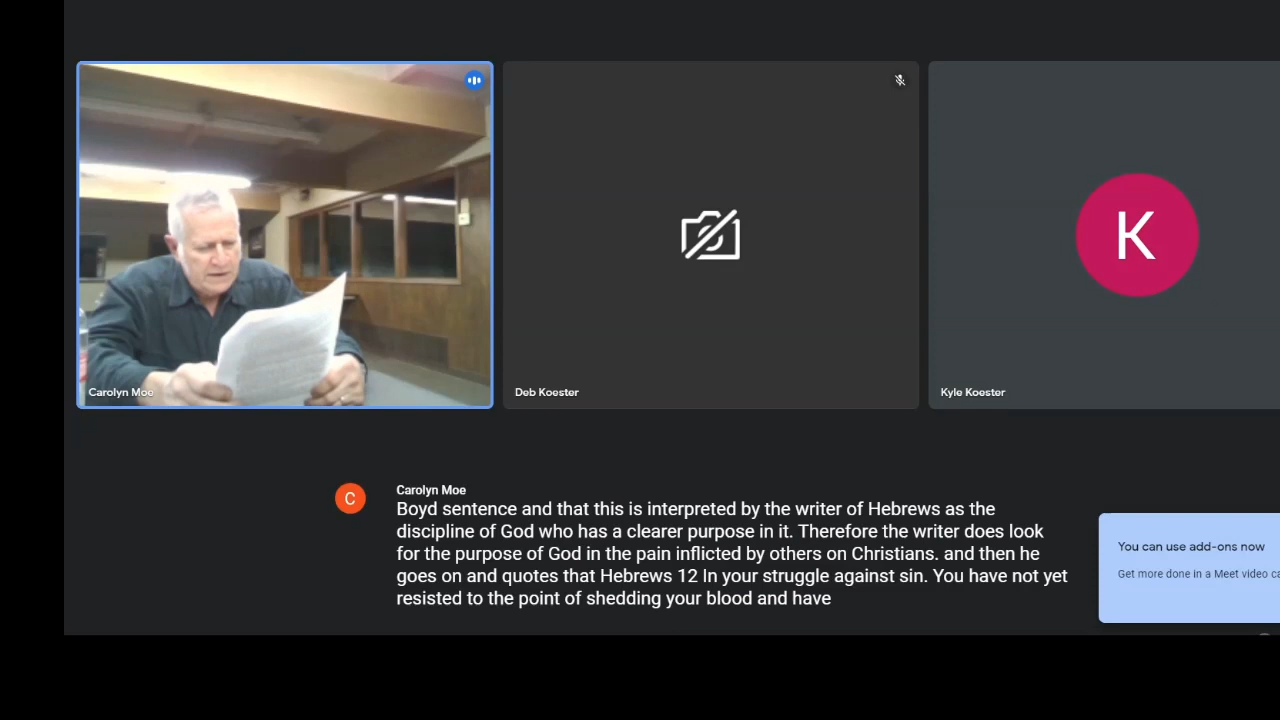 K
Carolyn Moe
Deb Koester
Kyle Koester
C
Carolyn Moe
Boyd sentence and that this is interpreted by the writer of Hebrews as the
discipline of God who has a clearer purpose in it. Therefore the writer does look
for the purpose of God in the pain inflicted by others on Christians. and then he
goes on and quotes that Hebrews 12 In your struggle against sin. You have not yet
resisted to the point of shedding your blood and have
You can use add-ons now
Get more done in a Meet video